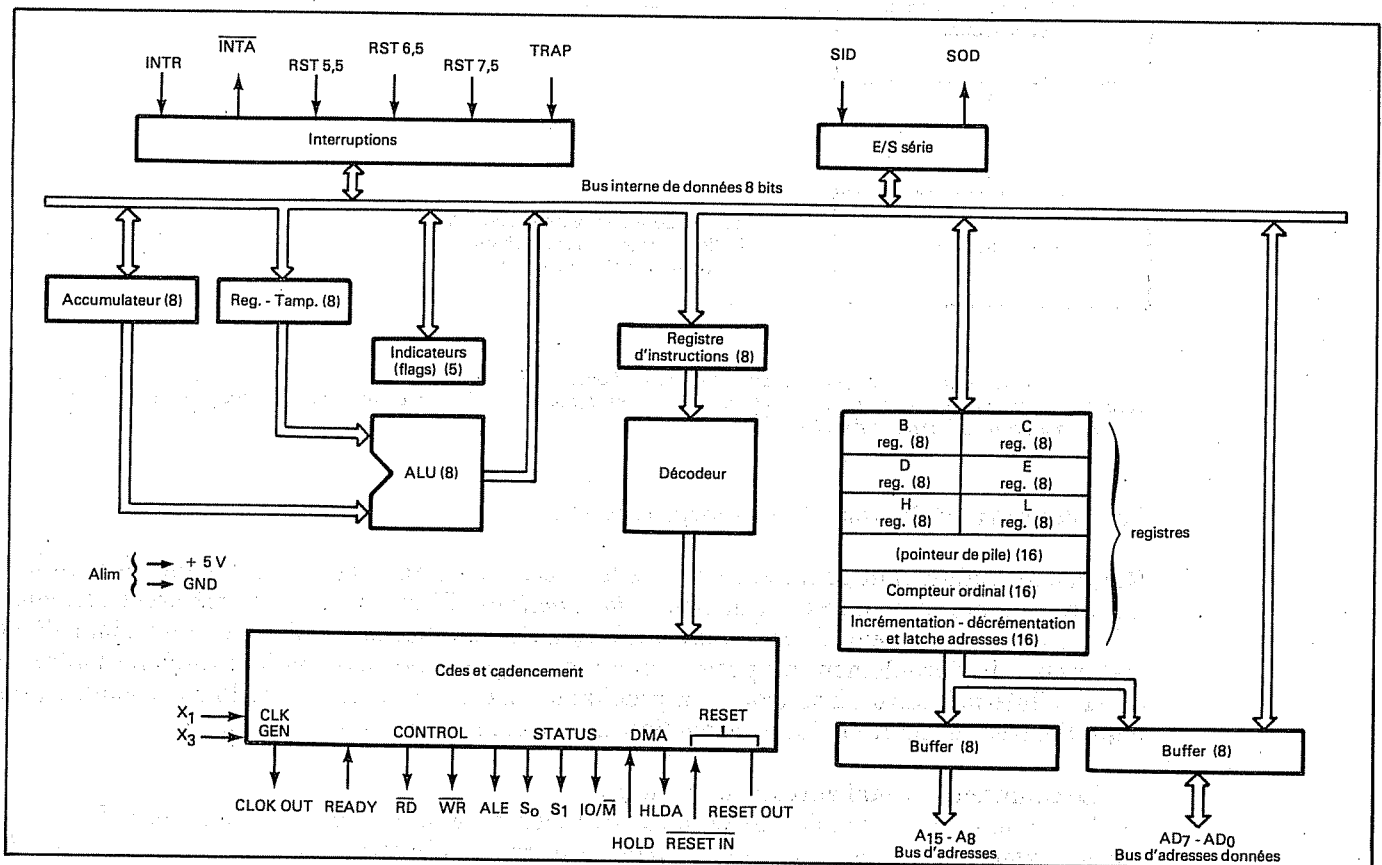 INTR
INTA
RST 5,5
RST 6,5
RST 7,5
TRAP
SID
SOD
Interruptions
E/S série
Bus interne de données 8 bits
Accumulateur (8)
Reg. - Tamp. (8)
Indicateurs
(flags) (5)
Registre
d'instructions (8)
ALU (8)
Décodeur
B
reg. (8)
C
reg. (8)
D
reg. (8)
E
reg. (8)
H
reg. (8)
L
reg. (8)
(pointeur de pile) (16)
Compteur ordinal (16)
Incrémentation - décrémentation
et latche adresses (16)
registres
Alim
+ 5 V
GND
Cdes et cadencement
X1
X3
CLK
GEN
CONTROL
STATUS
DMA
RESET
CLOK OUT
READY
RD
WR
ALE
S0
S1
IO/M
HOLD
HLDA
RESET IN
RESET OUT
Buffer (8)
Buffer (8)
A15 - A8
Bus d'adresses
AD7 - AD0
Bus d'adresses données